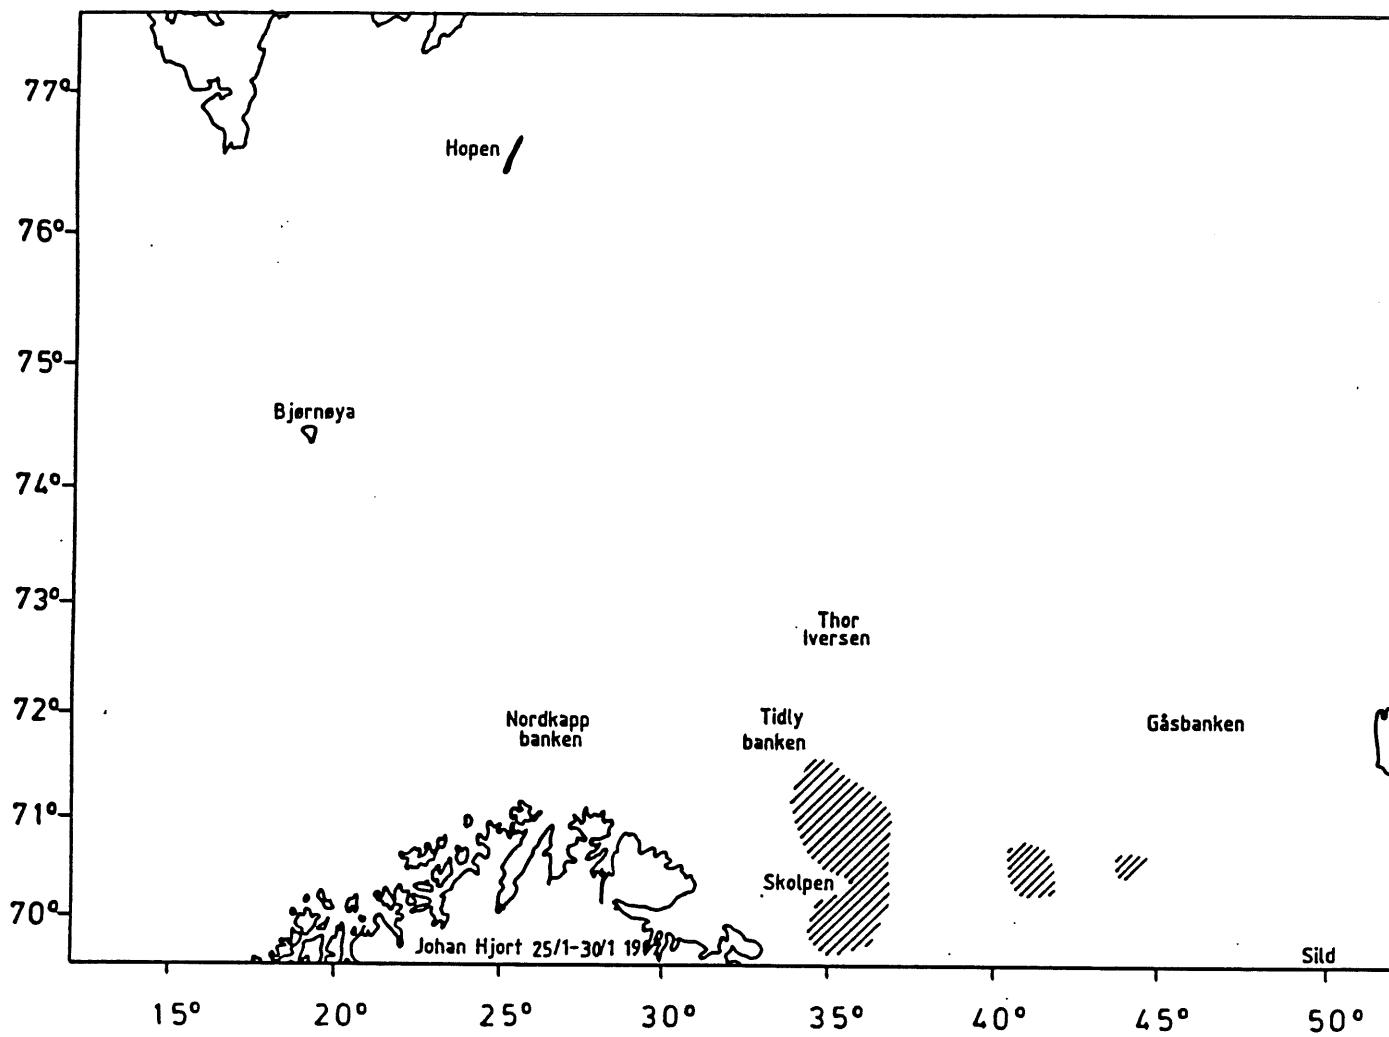 77°
Hopen
76°
75°
Bjørnøya
74°
73°
Thor
Iversen
72°
Nordkapp
banken
Tidly
banken
Gåsbanken
71°
Skolpen
70°
Johan Hjort 25/1-30/1
Sild
15° 20° 25° 30° 35° 40° 45° 50°